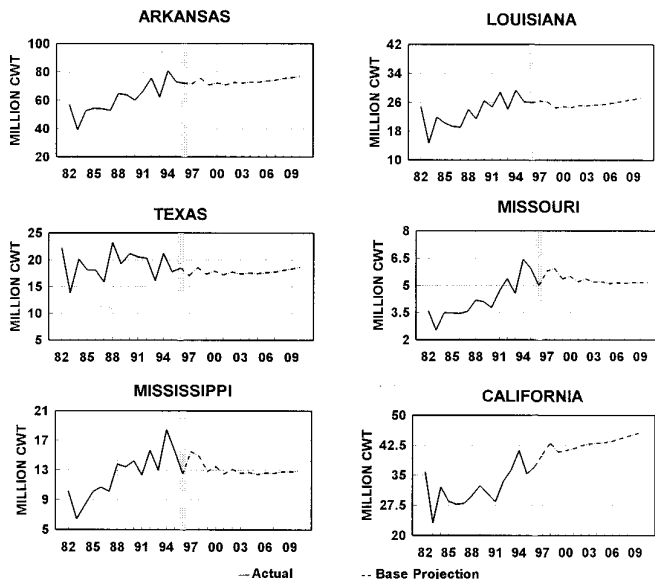 ARKANSAS
MILLION CWT
100
80
60
40
20
82 85 88 91 94 97 00 03 06 09
LOUISIANA
MILLION CWT
42
34
26
18
10
82 85 88 91 94 97 00 03 06 09
TEXAS
MILLION CWT
25
20
15
10
5
82 85 88 91 94 97 00 03 06 09
MISSOURI
MILLION CWT
8
6.5
5
3.5
2
82 85 88 91 94 97 00 03 06 09
MISSISSIPPI
MILLION CWT
21
17
13
9
5
82 85 88 91 94 97 00 03 06 09
CALIFORNIA
MILLION CWT
50
42.5
35
27.5
20
82 85 88 91 94 97 00 03 06 09
Actual
Base Projection